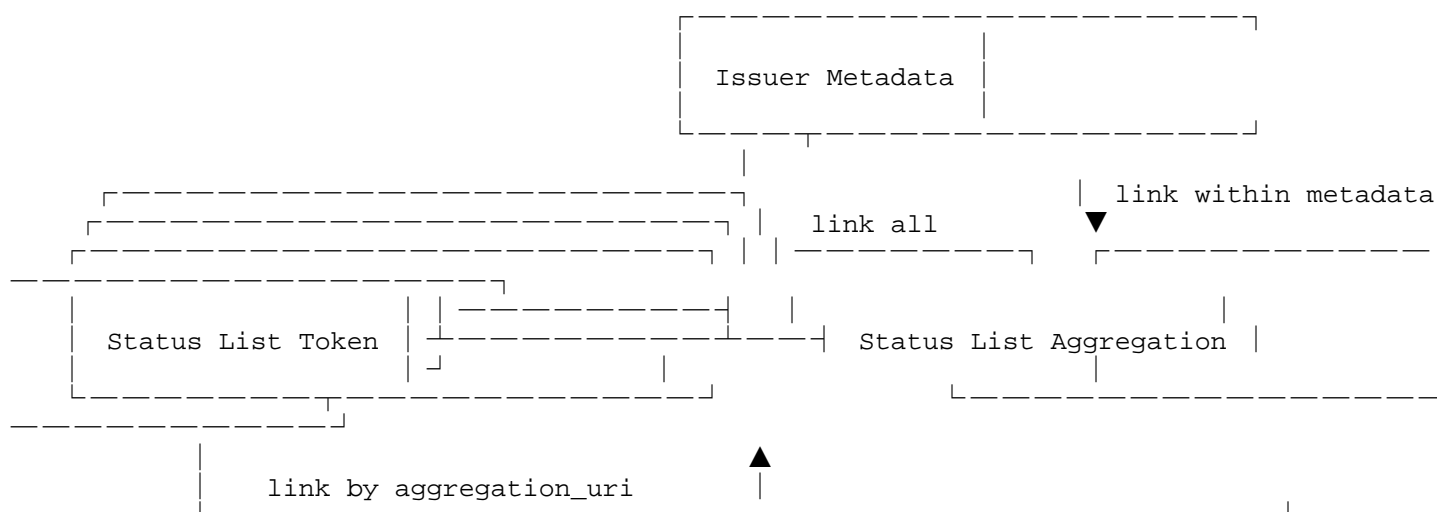 Issuer Metadata
link within metadata
link all
Status List Token
Status List Aggregation
link by aggregation_uri